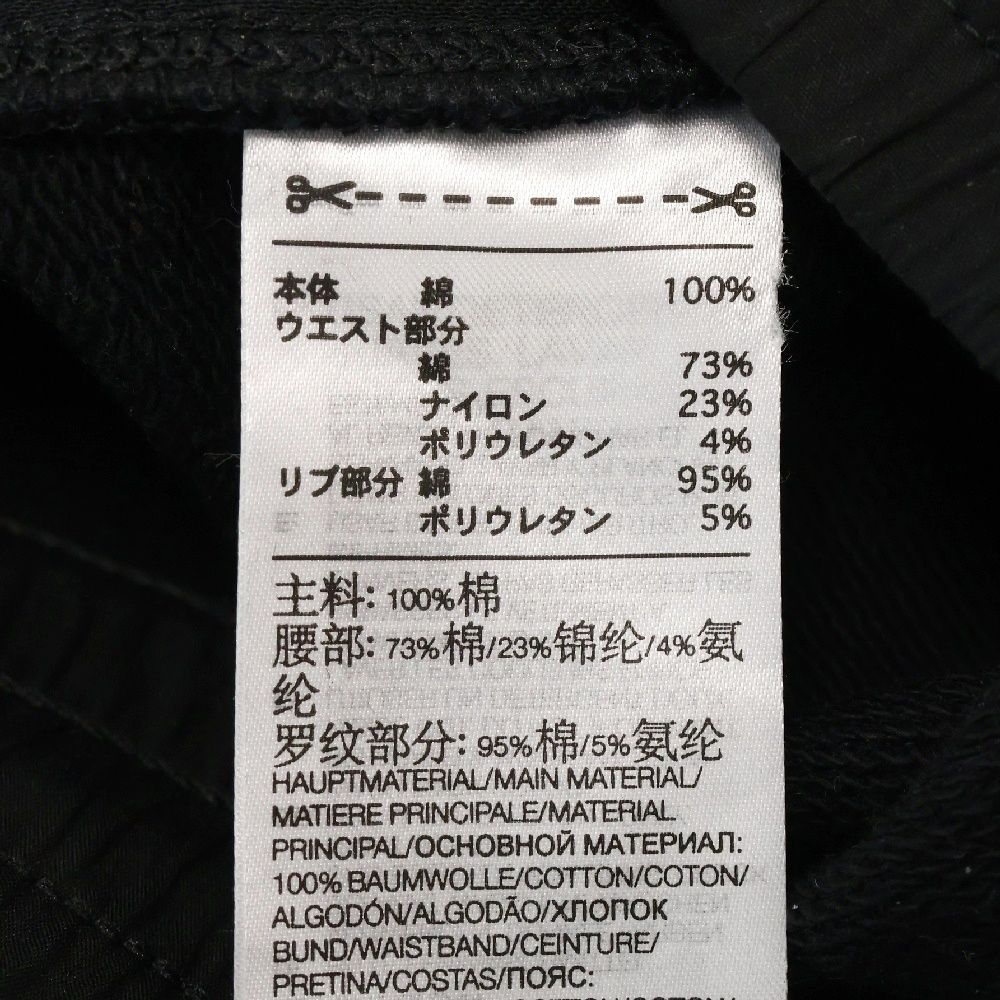 本体 綿 100%
ウエスト部分
綿 73%
ナイロン 23%
ポリウレタン 4%
リブ部分 綿 95%
ポリウレタン 5%
主料: 100%棉
腰部: 73%棉/23%锦纶/4%氨
纶
罗纹部分: 95%棉/5%氨纶
HAUPTMATERIAL/MAIN MATERIAL/
MATIERE PRINCIPALE/MATERIAL
PRINCIPAL/ОСНОВНОЙ МАТЕРИАЛ:
100% BAUMWOLLE/COTTON/COTON/
ALGODÓN/ALGODÃO/ХЛОПОК
BUND/WAISTBAND/CEINTURE/
PRETINA/COSTAS/ПОЯС: